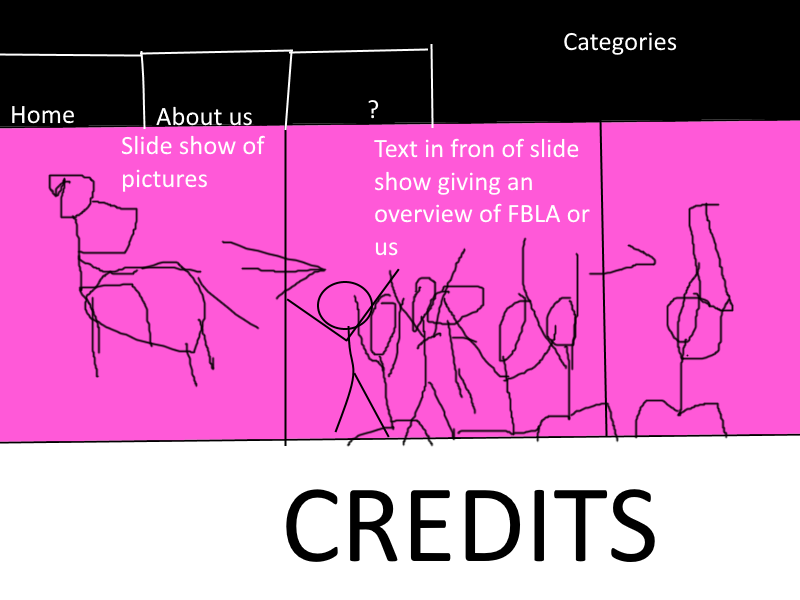 Categories
Home
About us
?
Slide show of
pictures
Text in fron of slide
show giving an
overview of FBLA or
us
CREDITS